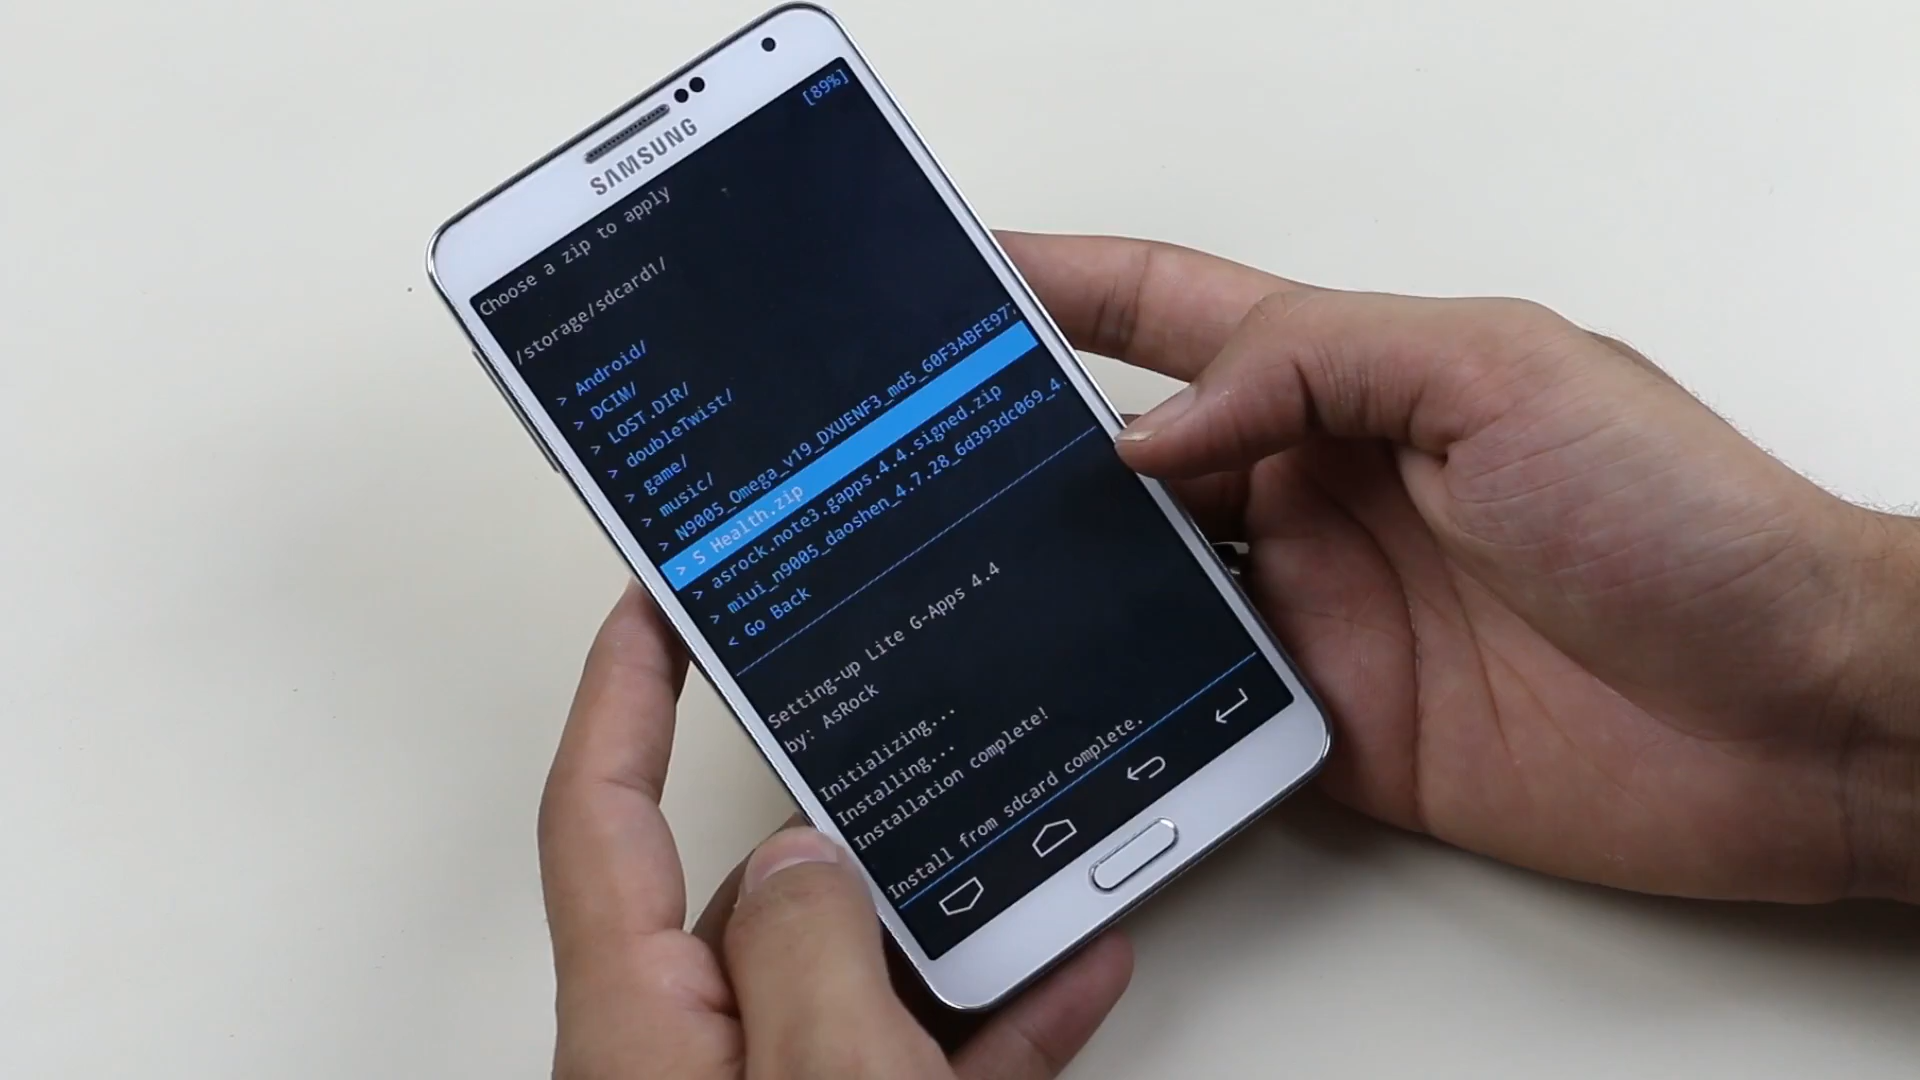 [89%]
SAMSUNG
Choose a zip to apply
/storage/sdcard1/
> Android/
> DCIM/
> LOST.DIR/
> doubleTwist/
> game/
> music/
> N9005_Omega_v19_DXUENF3_md5_60F3ABFE977
> S Health.zip
> asrock.note3.gapps.4.4.signed.zip
> miui_n9005_daoshen_4.7.28_6d393dc069_4.
< Go Back
Setting-up Lite G-Apps 4.4
by: AsRock
Initializing...
Installing...
Installation complete!
Install from sdcard complete.